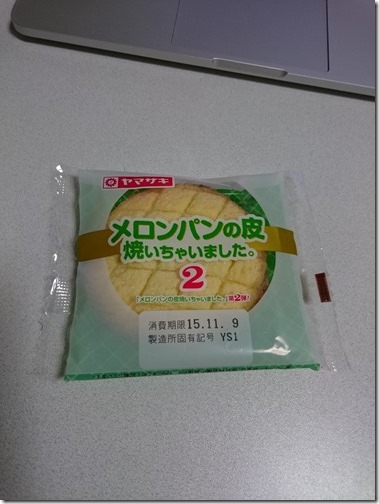 ヤマザキ
メロンパンの皮
焼いちゃいました。
2
「メロンパンの皮焼いちゃいました。」第2弾!
消費期限15.11. 9
製造所固有記号 YS1